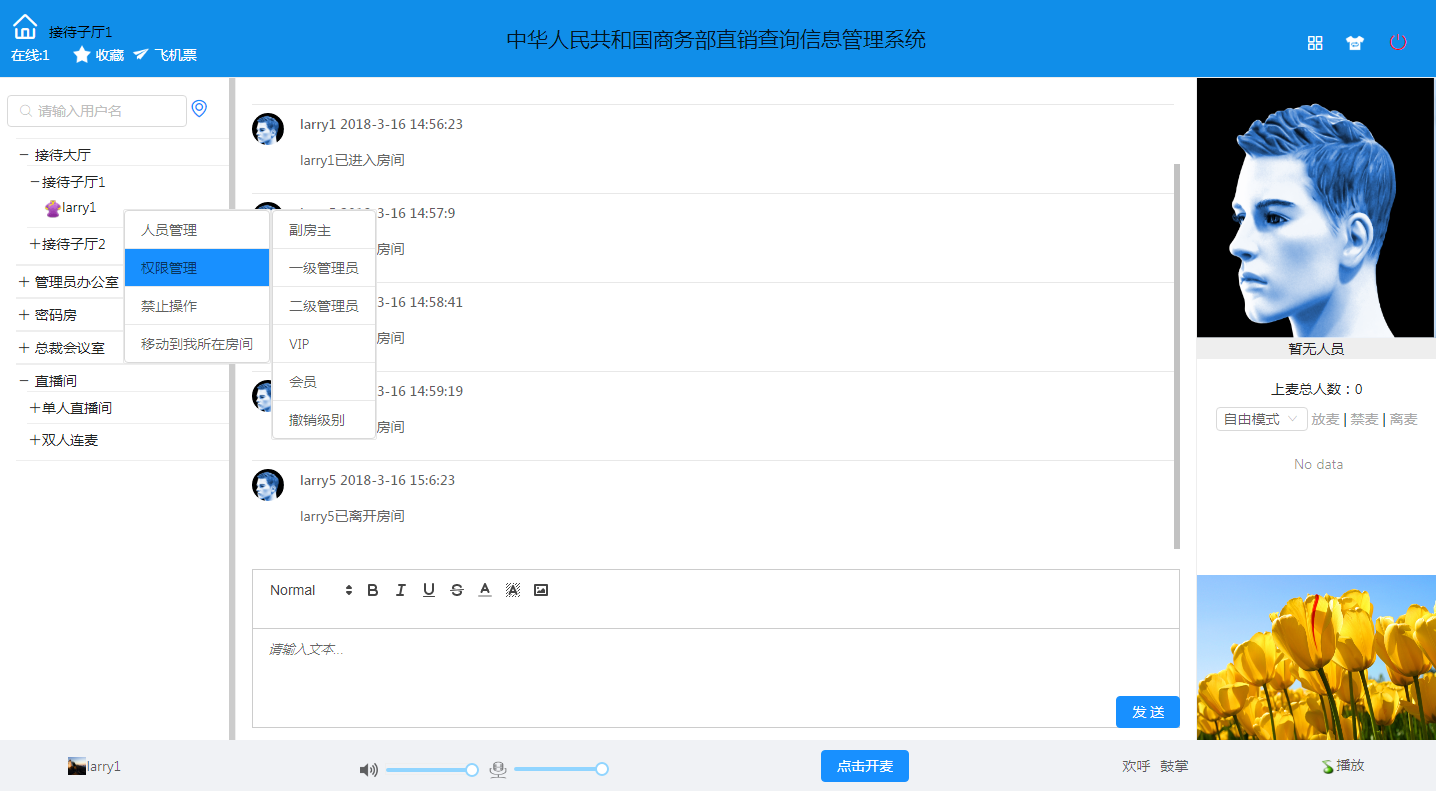 接待子厅1
在线:1 收藏 飞机票
中华人民共和国商务部直销查询信息管理系统
请输入用户名
接待大厅
接待子厅1
larry1
接待子厅2
管理员办公室
密码房
总裁会议室
直播间
单人直播间
双人连麦
人员管理
权限管理
禁止操作
移动到我所在房间
副房主
一级管理员
二级管理员
VIP
会员
撤销级别
larry1 2018-3-16 14:56:23
larry1已进入房间
3-16 14:57:9
房间
3-16 14:58:41
房间
3-16 14:59:19
房间
larry5 2018-3-16 15:6:23
larry5已离开房间
Normal B I U S A A
请输入文本...
发 送
暂无人员
上麦总人数：0
自由模式 放麦 | 禁麦 | 离麦
No data
larry1
点击开麦
欢呼 鼓掌
播放